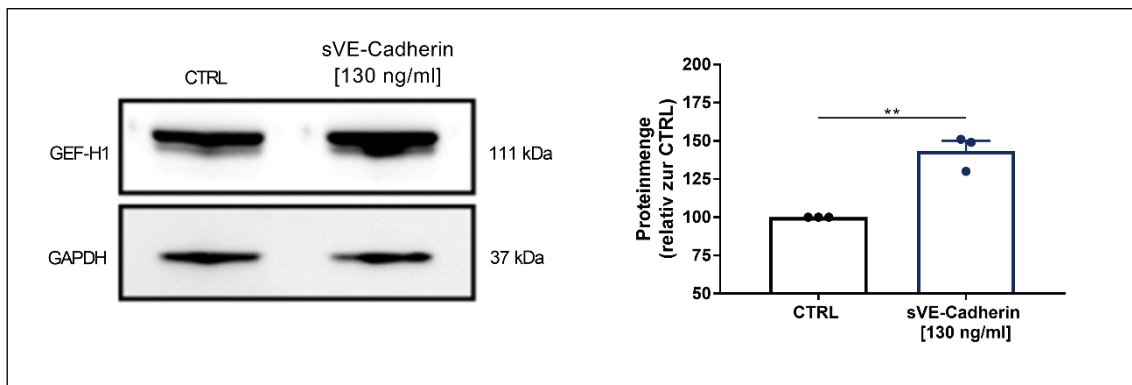 CTRL
sVE-Cadherin
[130 ng/ml]
GEF-H1
111 kDa
GAPDH
37 kDa
Proteinmenge
(relativ zur CTRL)
200
175
150
125
100
75
50
**
CTRL
sVE-Cadherin
[130 ng/ml]